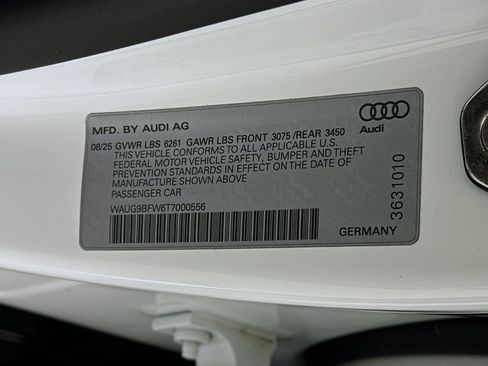 MFD. BY AUDI AG
Audi
08/25 GVWR LBS 6261 GAWR LBS FRONT 3075 /REAR 3450
THIS VEHICLE CONFORMS TO ALL APPLICABLE U.S.
FEDERAL MOTOR VEHICLE SAFETY, BUMPER AND THEFT
PREVENTION STANDARDS IN EFFECT ON THE DATE OF
MANUFACTURE SHOWN ABOVE
PASSENGER CAR
WAUG9BFW6T7000556
3631010
GERMANY